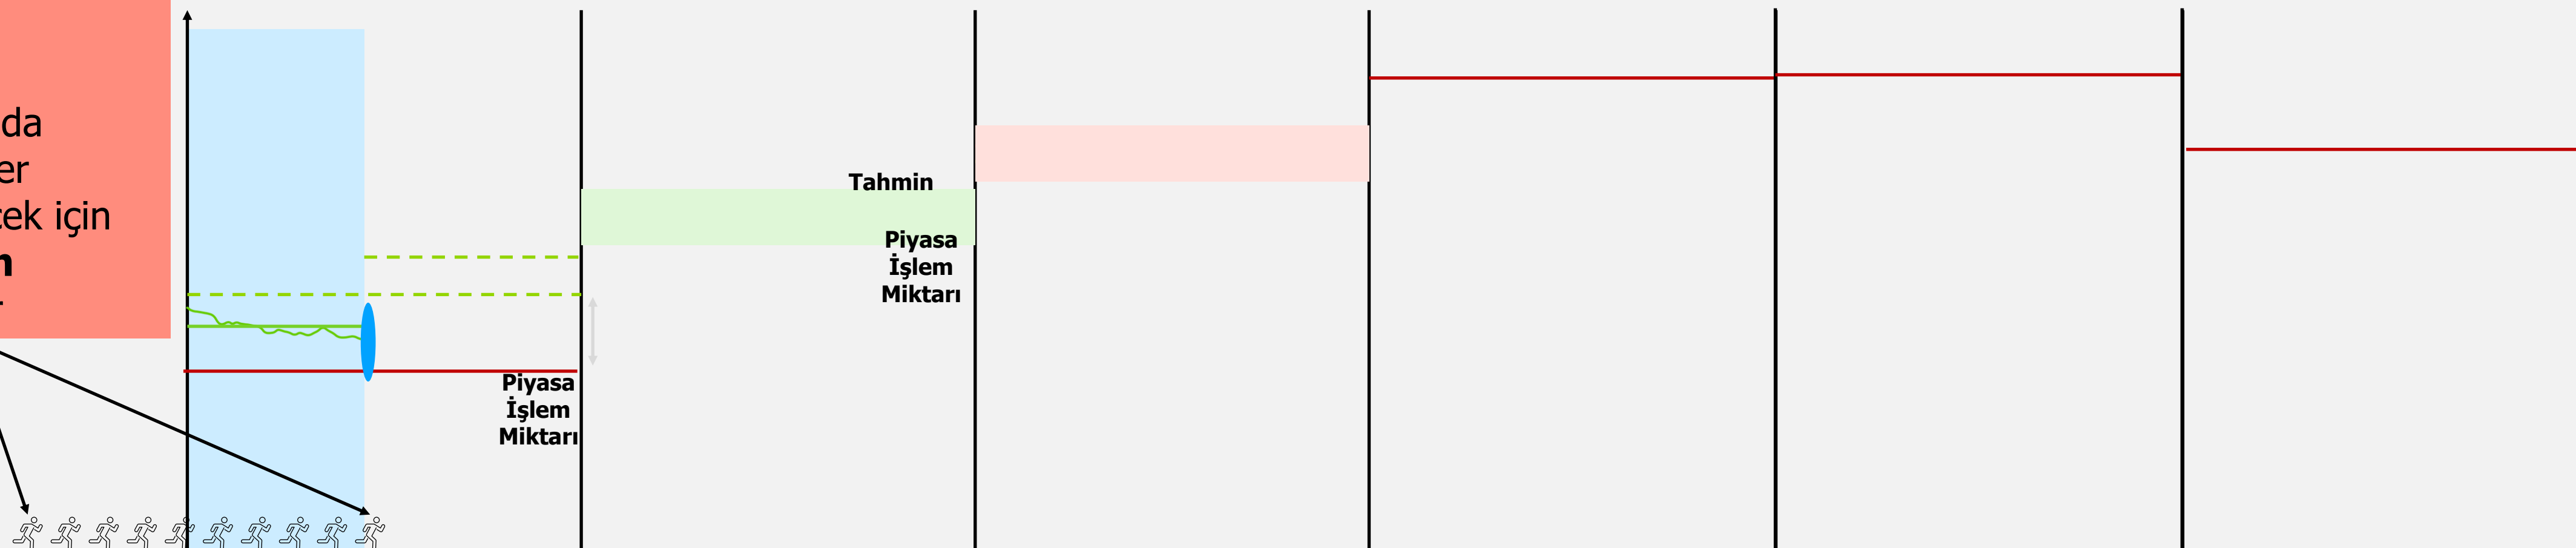 da
er
ek için
Tahmin
Piyasa
İşlem
Miktarı
Piyasa
İşlem
Miktarı